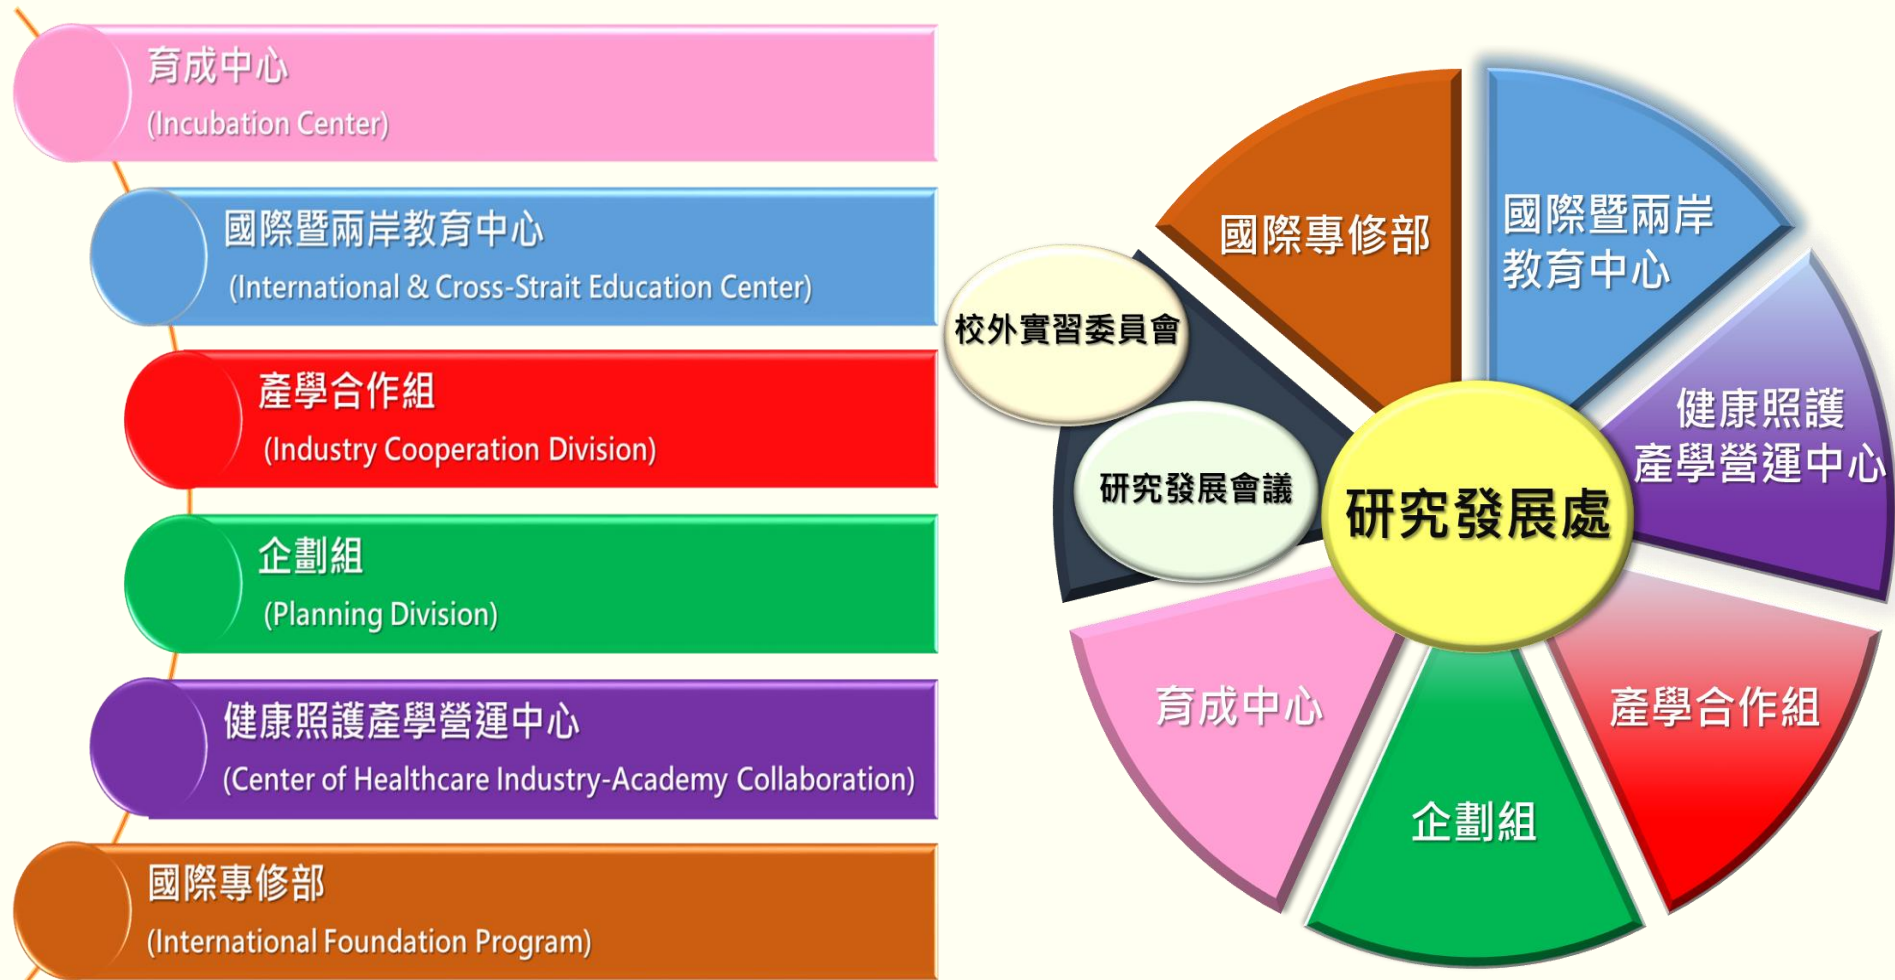 育成中心
(Incubation Center)
國際暨兩岸教育中心
(International & Cross-Strait Education Center)
產學合作組
(Industry Cooperation Division)
企劃組
(Planning Division)
健康照護產學營運中心
(Center of Healthcare Industry-Academy Collaboration)
國際專修部
(International Foundation Program)
國際專修部
國際暨兩岸
教育中心
健康照護
產學營運中心
產學合作組
企劃組
育成中心
校外實習委員會
研究發展會議
研究發展處